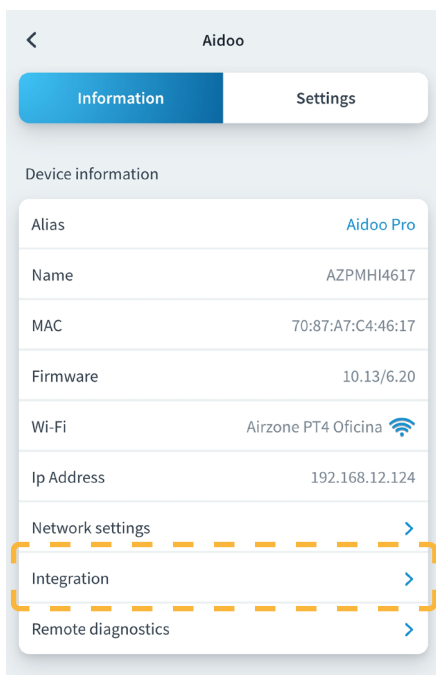 Aidoo
Information Settings
Device information
Alias Aidoo Pro
Name AZPMHI4617
MAC 70:87:A7:C4:46:17
Firmware 10.13/6.20
Wi-Fi Airzone PT4 Oficina
Ip Address 192.168.12.124
Network settings
Integration
Remote diagnostics